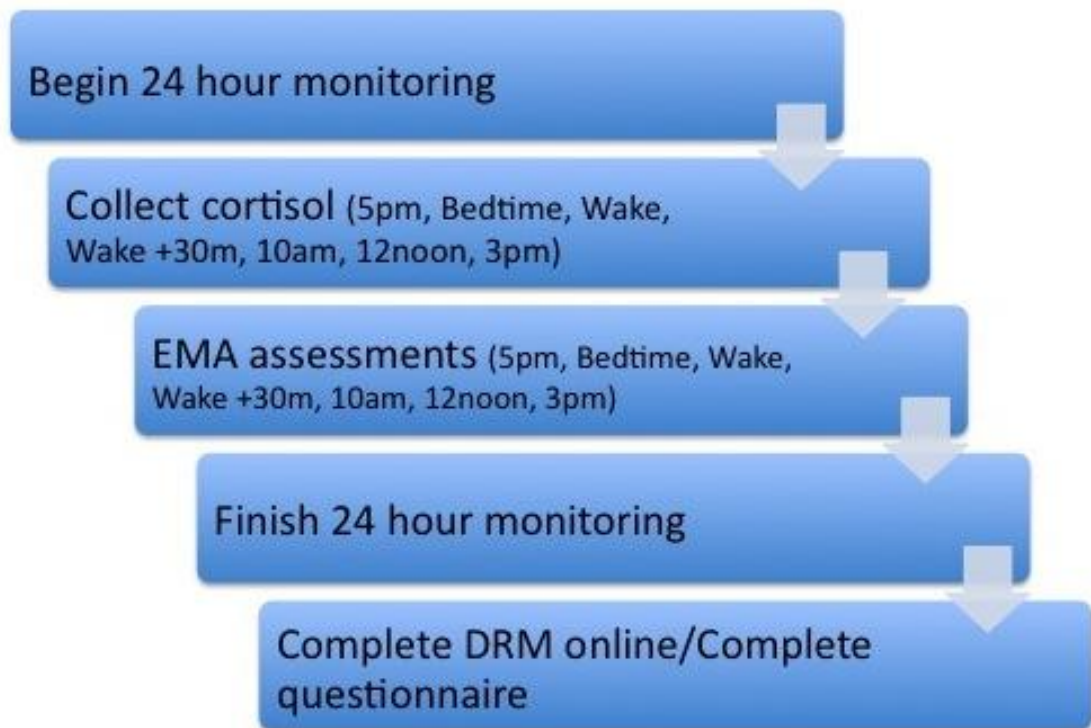 Begin 24 hour monitoring
Collect cortisol (5pm, Bedtime, Wake,
Wake +30m, 10am, 12noon, 3pm)
EMA assessments (5pm, Bedtime, Wake,
Wake +30m, 10am, 12noon, 3pm)
Finish 24 hour monitoring
Complete DRM online/Complete
questionnaire